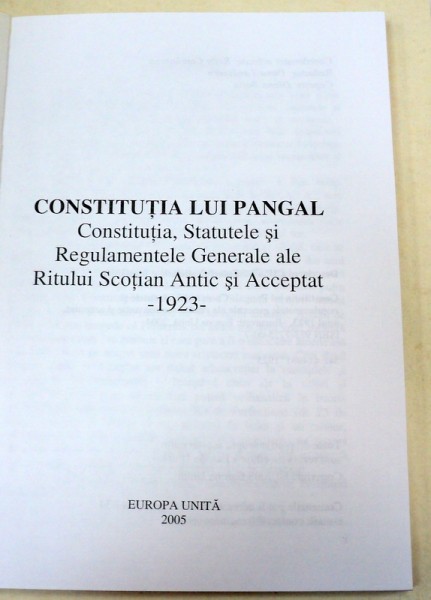 CONSTITUȚIA LUI PANGAL
Constituția, Statutele și
Regulamentele Generale ale
Ritului Scoțian Antic și Acceptat
-1923-
EUROPA UNITĂ
2005